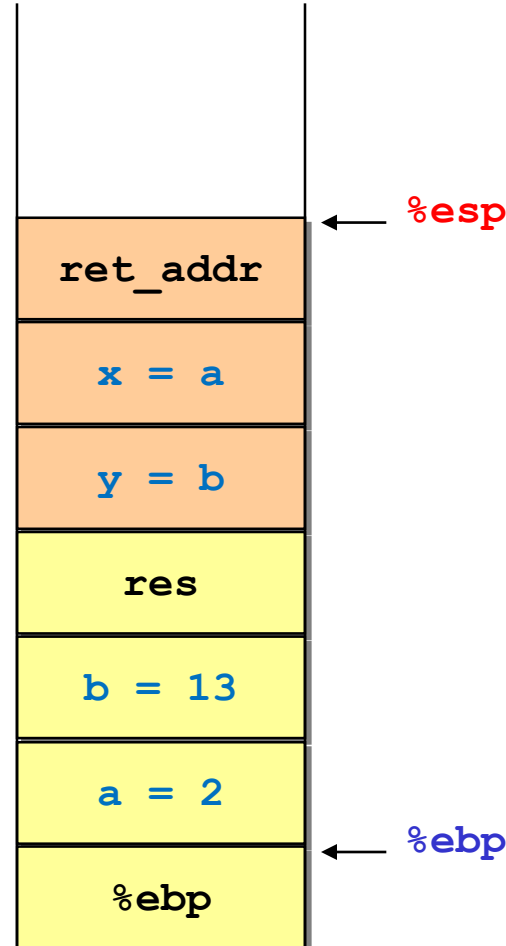 %esp
ret_addr
x = a
y = b
res
b = 13
a = 2
%ebp
%ebp